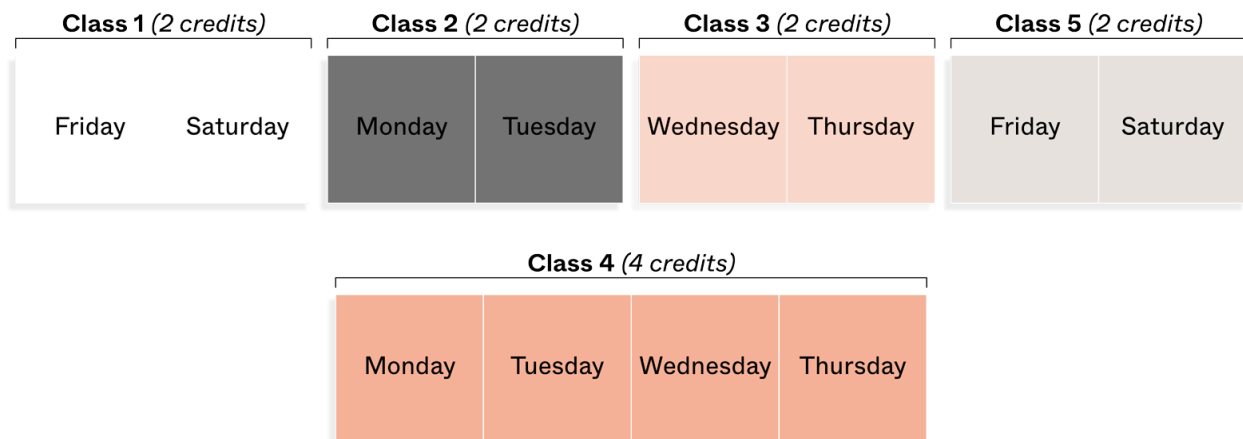 Class 1 (2 credits) Class 2 (2 credits) Class 3 (2 credits) Class 5 (2 credits)
Friday Saturday Monday Tuesday Wednesday Thursday Friday Saturday
Class 4 (4 credits)
Monday Tuesday Wednesday Thursday